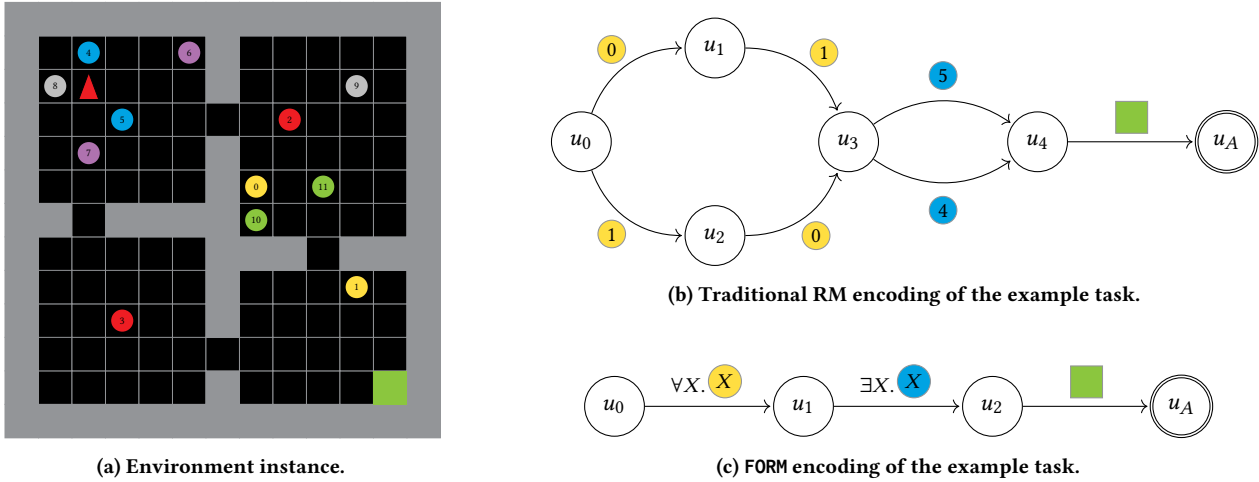 4 6
8 9
5 2
7
0 11
10
1
3
(a) Environment instance.
0 u₁ 1
5
u₀ u₃ u₄ u_A
4
1 u₂ 0
(b) Traditional RM encoding of the example task.
∀X. X ∃X. X
u₀ u₁ u₂ u_A
(c) FORM encoding of the example task.